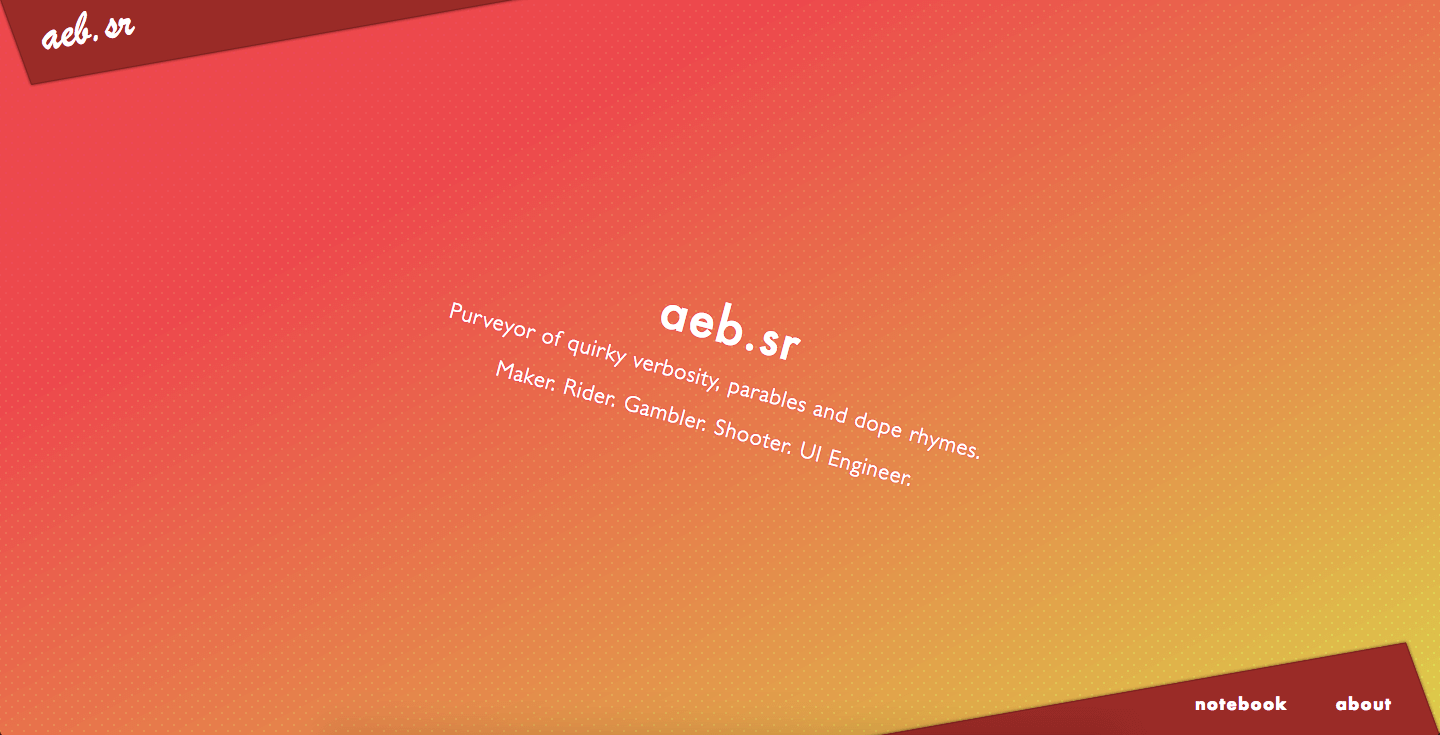 aeb.sr
aeb.sr
Purveyor of quirky verbosity, parables and dope rhymes.
Maker. Rider. Gambler. Shooter. UI Engineer.
notebook about